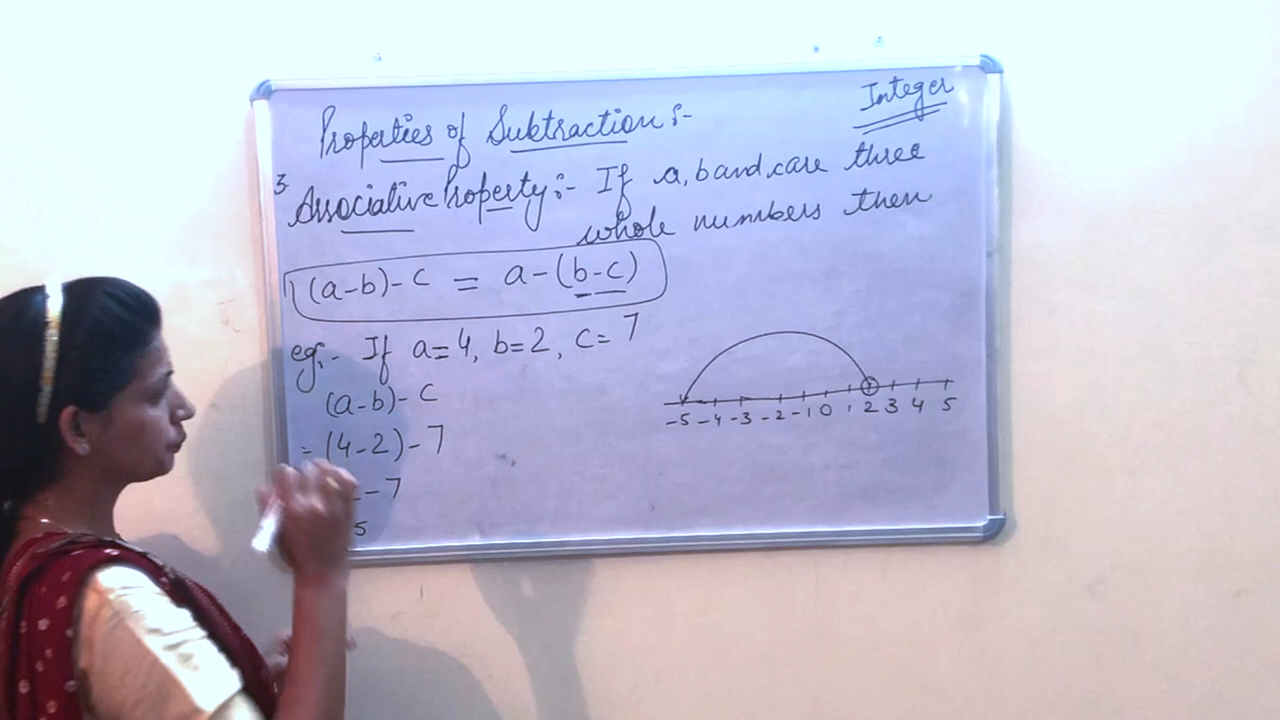 Integer
Properties of Subtraction :-
3. Associative Property :- If a, b and c are three
whole numbers then
(a-b)-c = a-(b-c)
eg:- If a=4, b=2, c=7
(a-b)-c
=(4-2)-7
-7
5
-5 -4 -3 -2 -1 0 1 2 3 4 5